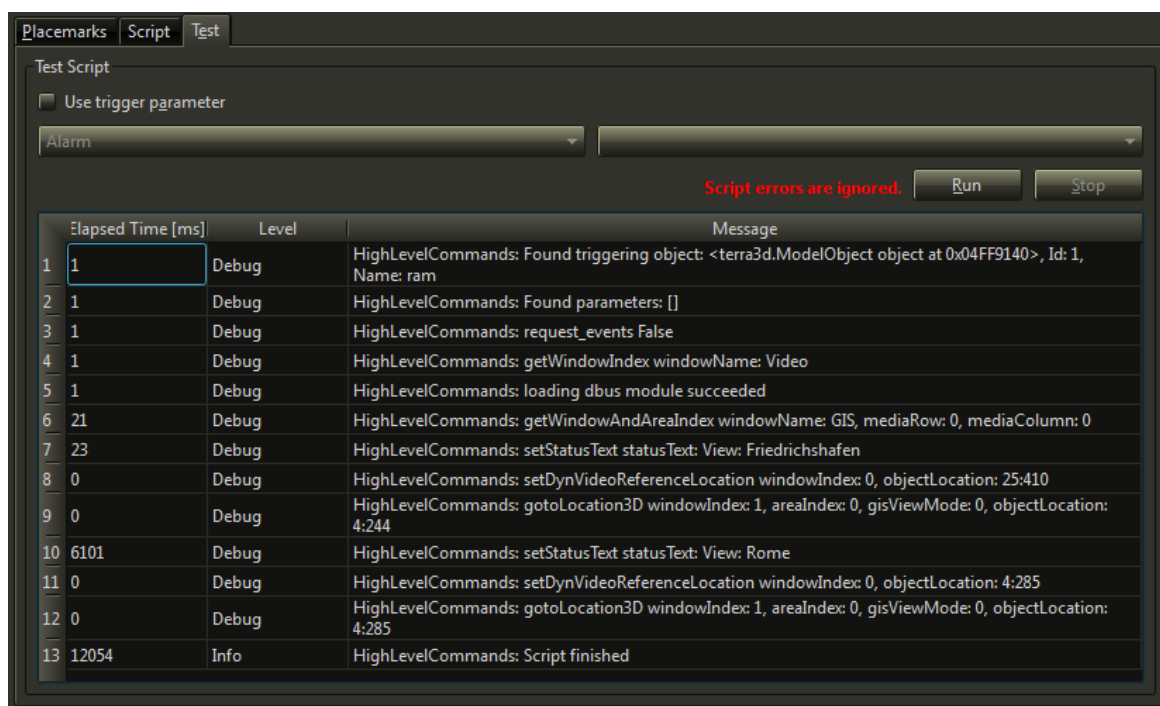 Placemarks Script Test
Test Script
Use trigger parameter
Alarm
Script errors are ignored. Run Stop
Elapsed Time [ms] Level Message
1 1 Debug HighLevelCommands: Found triggering object: <terra3d.ModelObject object at 0x04FF9140>, Id: 1,
Name: ram
2 1 Debug HighLevelCommands: Found parameters: []
3 1 Debug HighLevelCommands: request_events False
4 1 Debug HighLevelCommands: getWindowIndex windowName: Video
5 1 Debug HighLevelCommands: loading dbus module succeeded
6 21 Debug HighLevelCommands: getWindowAndAreaIndex windowName: GIS, mediaRow: 0, mediaColumn: 0
7 23 Debug HighLevelCommands: setStatusText statusText: View: Friedrichshafen
8 0 Debug HighLevelCommands: setDynVideoReferenceLocation windowIndex: 0, objectLocation: 25:410
9 0 Debug HighLevelCommands: gotoLocation3D windowIndex: 1, areaIndex: 0, gisViewMode: 0, objectLocation:
4:244
10 6101 Debug HighLevelCommands: setStatusText statusText: View: Rome
11 0 Debug HighLevelCommands: setDynVideoReferenceLocation windowIndex: 0, objectLocation: 4:285
12 0 Debug HighLevelCommands: gotoLocation3D windowIndex: 1, areaIndex: 0, gisViewMode: 0, objectLocation:
4:285
13 12054 Info HighLevelCommands: Script finished